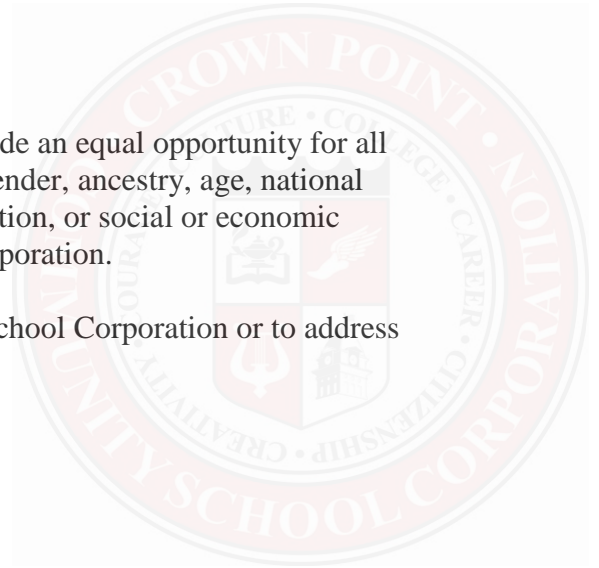 de an equal opportunity for all
ender, ancestry, age, national
tion, or social or economic
poration.
chool Corporation or to address
CROWN POINT • COMMUNITY SCHOOL CORPORATION •
CULTURE • COLLEGE • CAREER • CITIZENSHIP • CREATIVITY • COURAGE